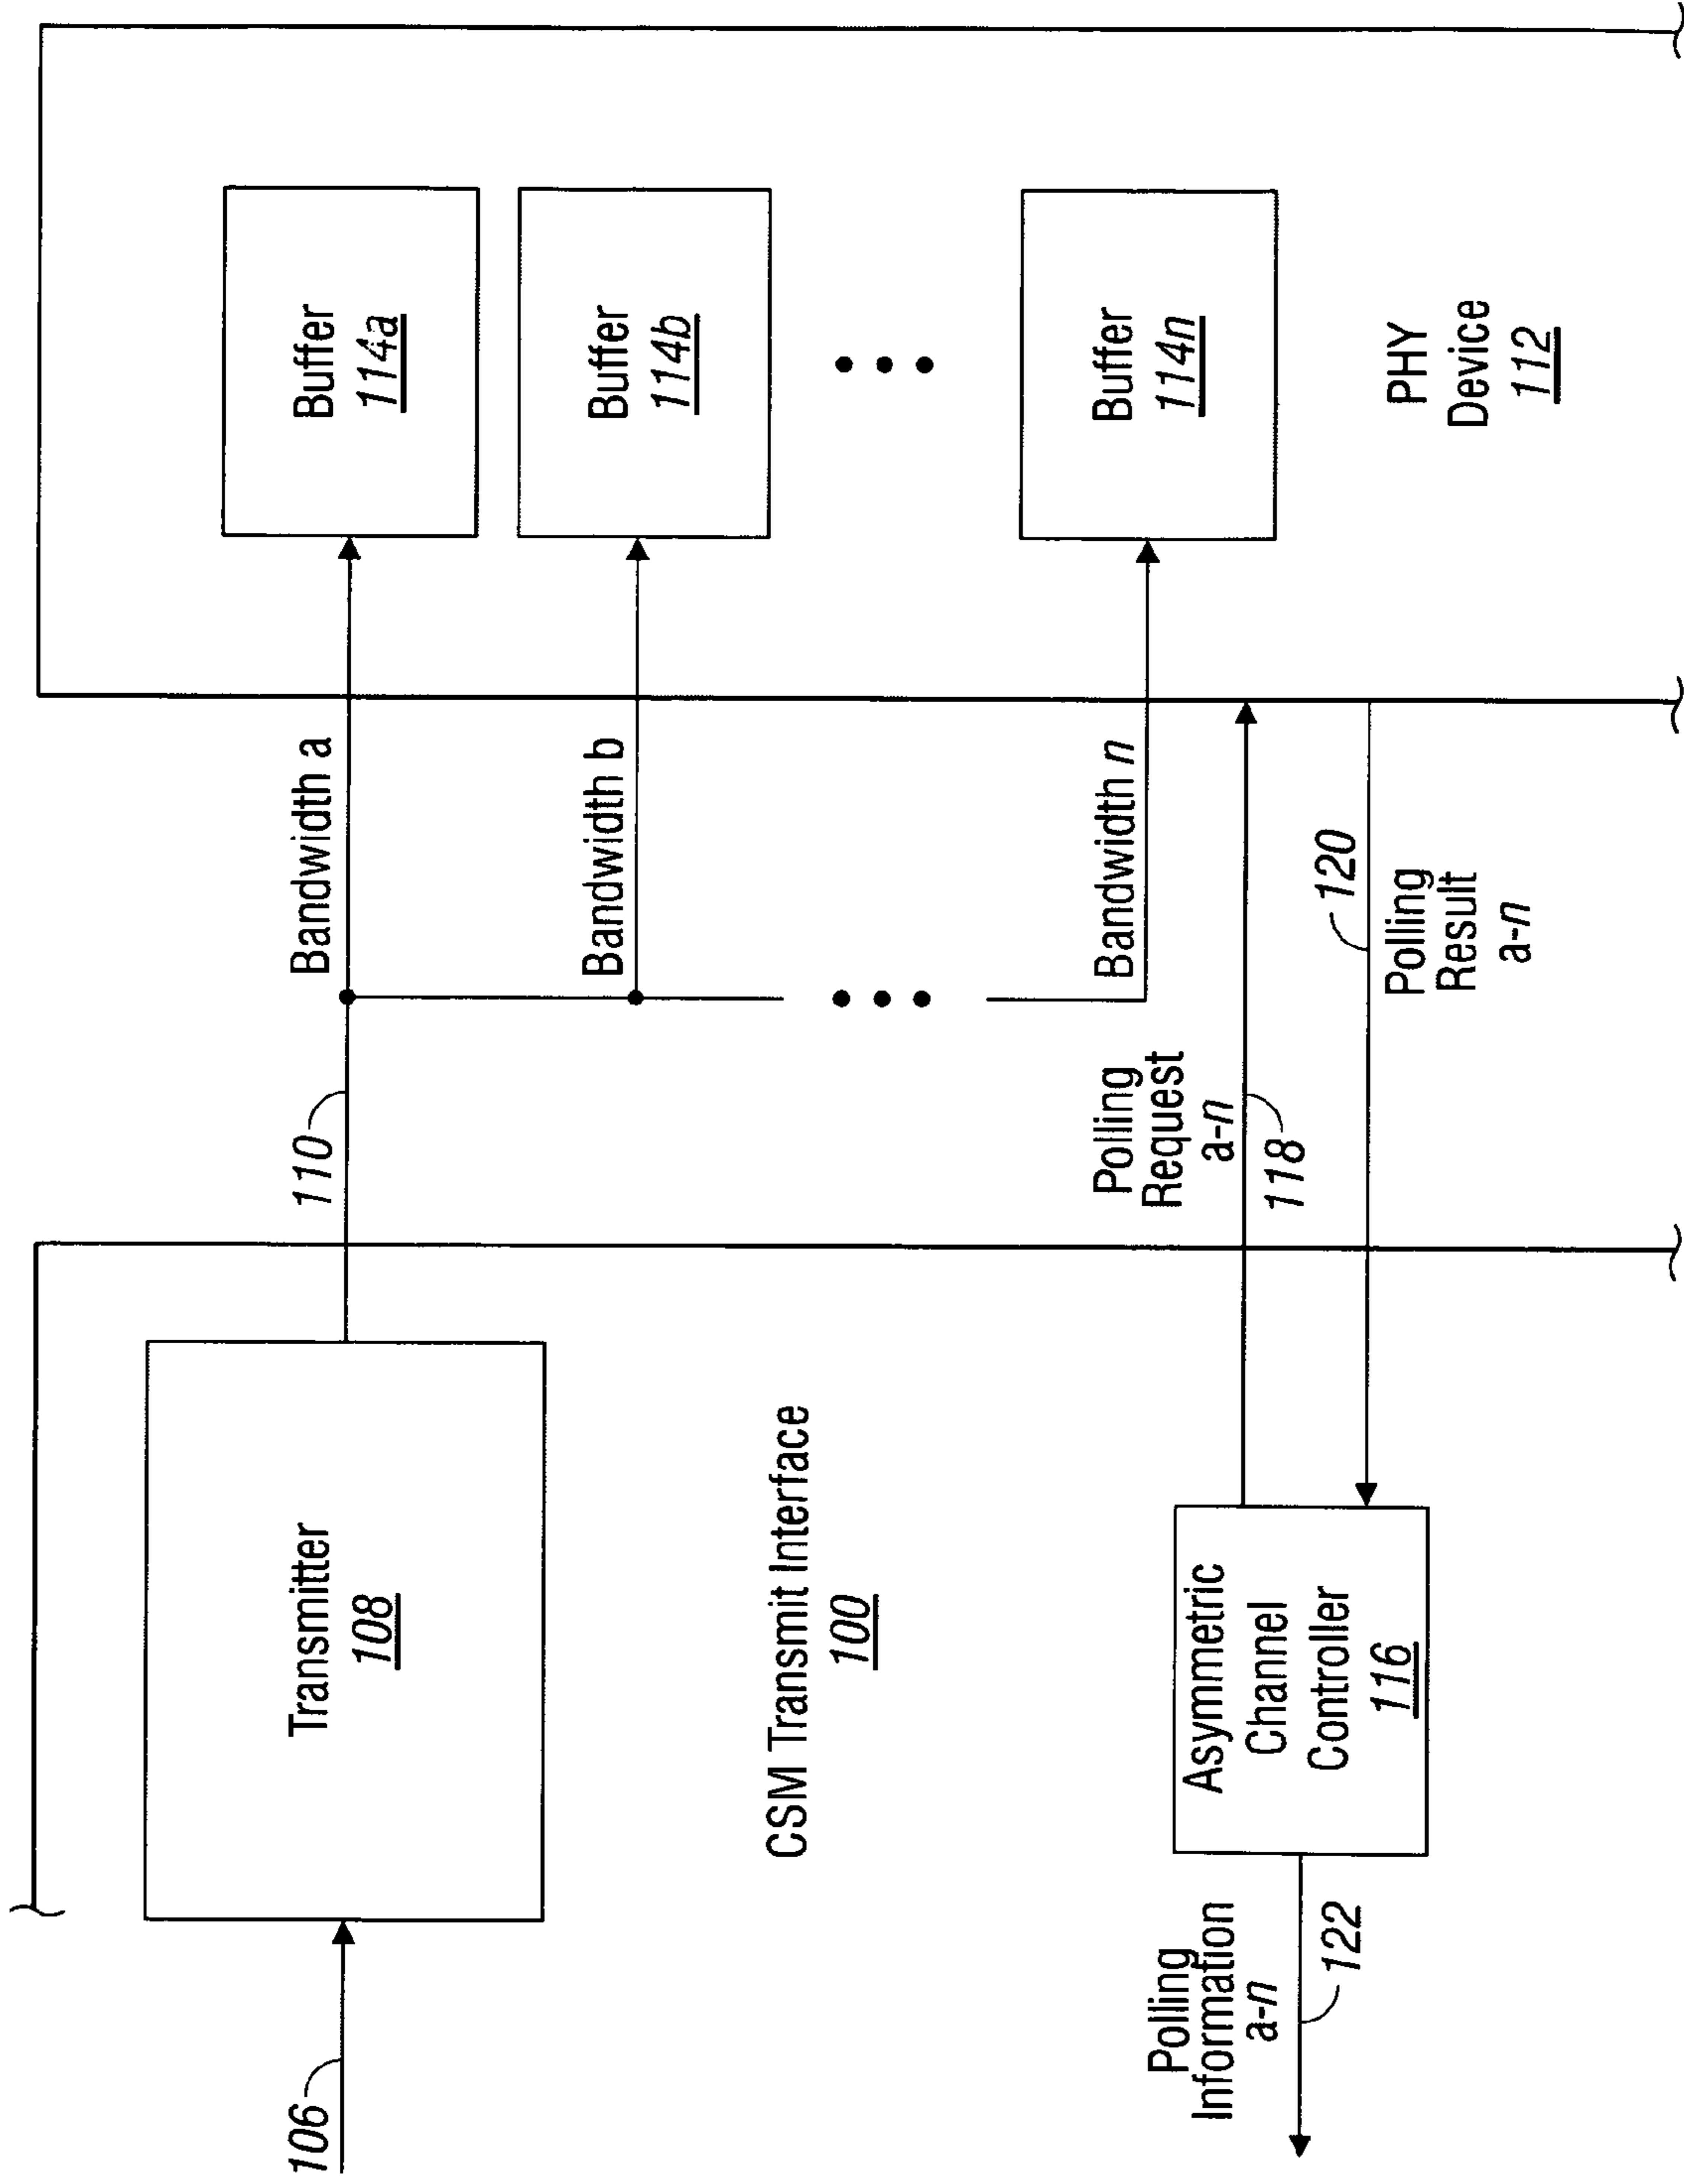 106
Transmitter
108
110
Bandwidth a
Buffer
114a
Bandwidth b
Buffer
114b
CSM Transmit Interface
100
Bandwidth n
Buffer
114n
Polling
Request
a-n
118
Polling
Information
a-n
122
Asymmetric
Channel
Controller
116
120
Polling
Result
a-n
PHY
Device
112